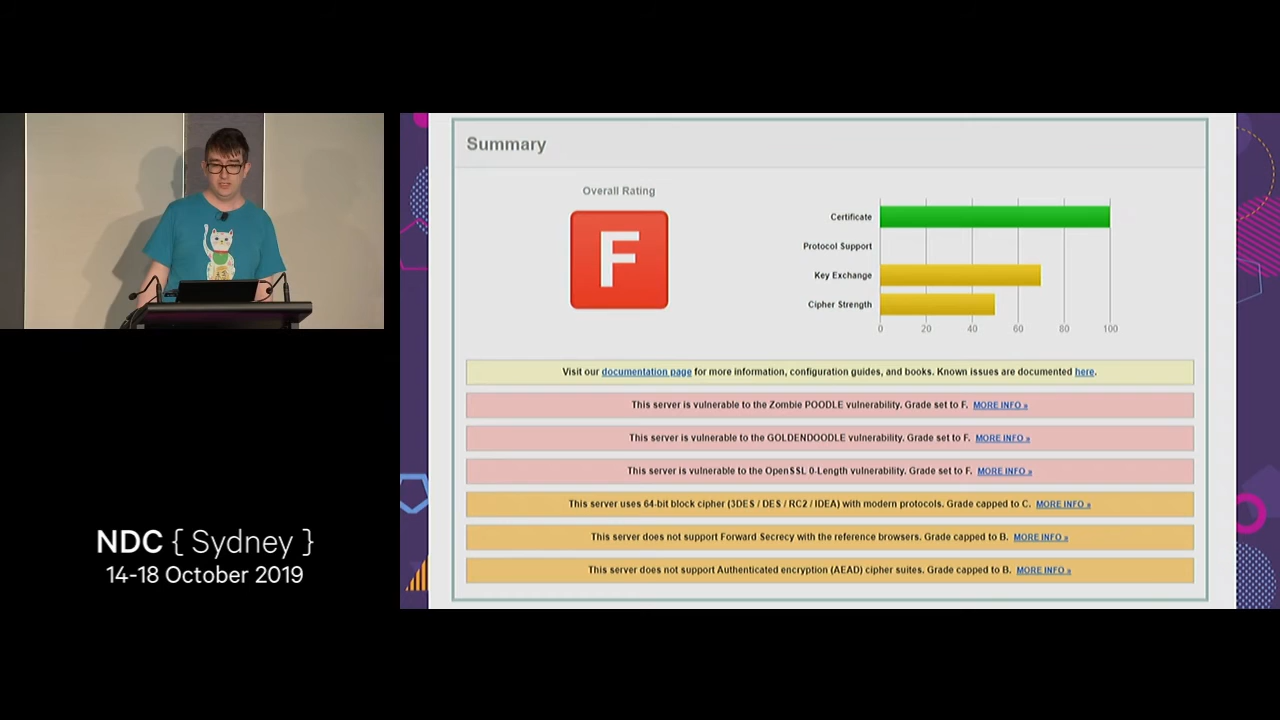 Summary
Overall Rating
F
Certificate
Protocol Support
Key Exchange
Cipher Strength
0 20 40 60 80 100
Visit our documentation page for more information, configuration guides, and books. Known issues are documented here.
This server is vulnerable to the Zombie POODLE vulnerability. Grade set to F. MORE INFO »
This server is vulnerable to the GOLDENDOODLE vulnerability. Grade set to F. MORE INFO »
This server is vulnerable to the OpenSSL 0-Length vulnerability. Grade set to F. MORE INFO »
This server uses 64-bit block cipher (3DES / DES / RC2 / IDEA) with modern protocols. Grade capped to C. MORE INFO »
This server does not support Forward Secrecy with the reference browsers. Grade capped to B. MORE INFO »
This server does not support Authenticated encryption (AEAD) cipher suites. Grade capped to B. MORE INFO »
NDC { Sydney }
14-18 October 2019